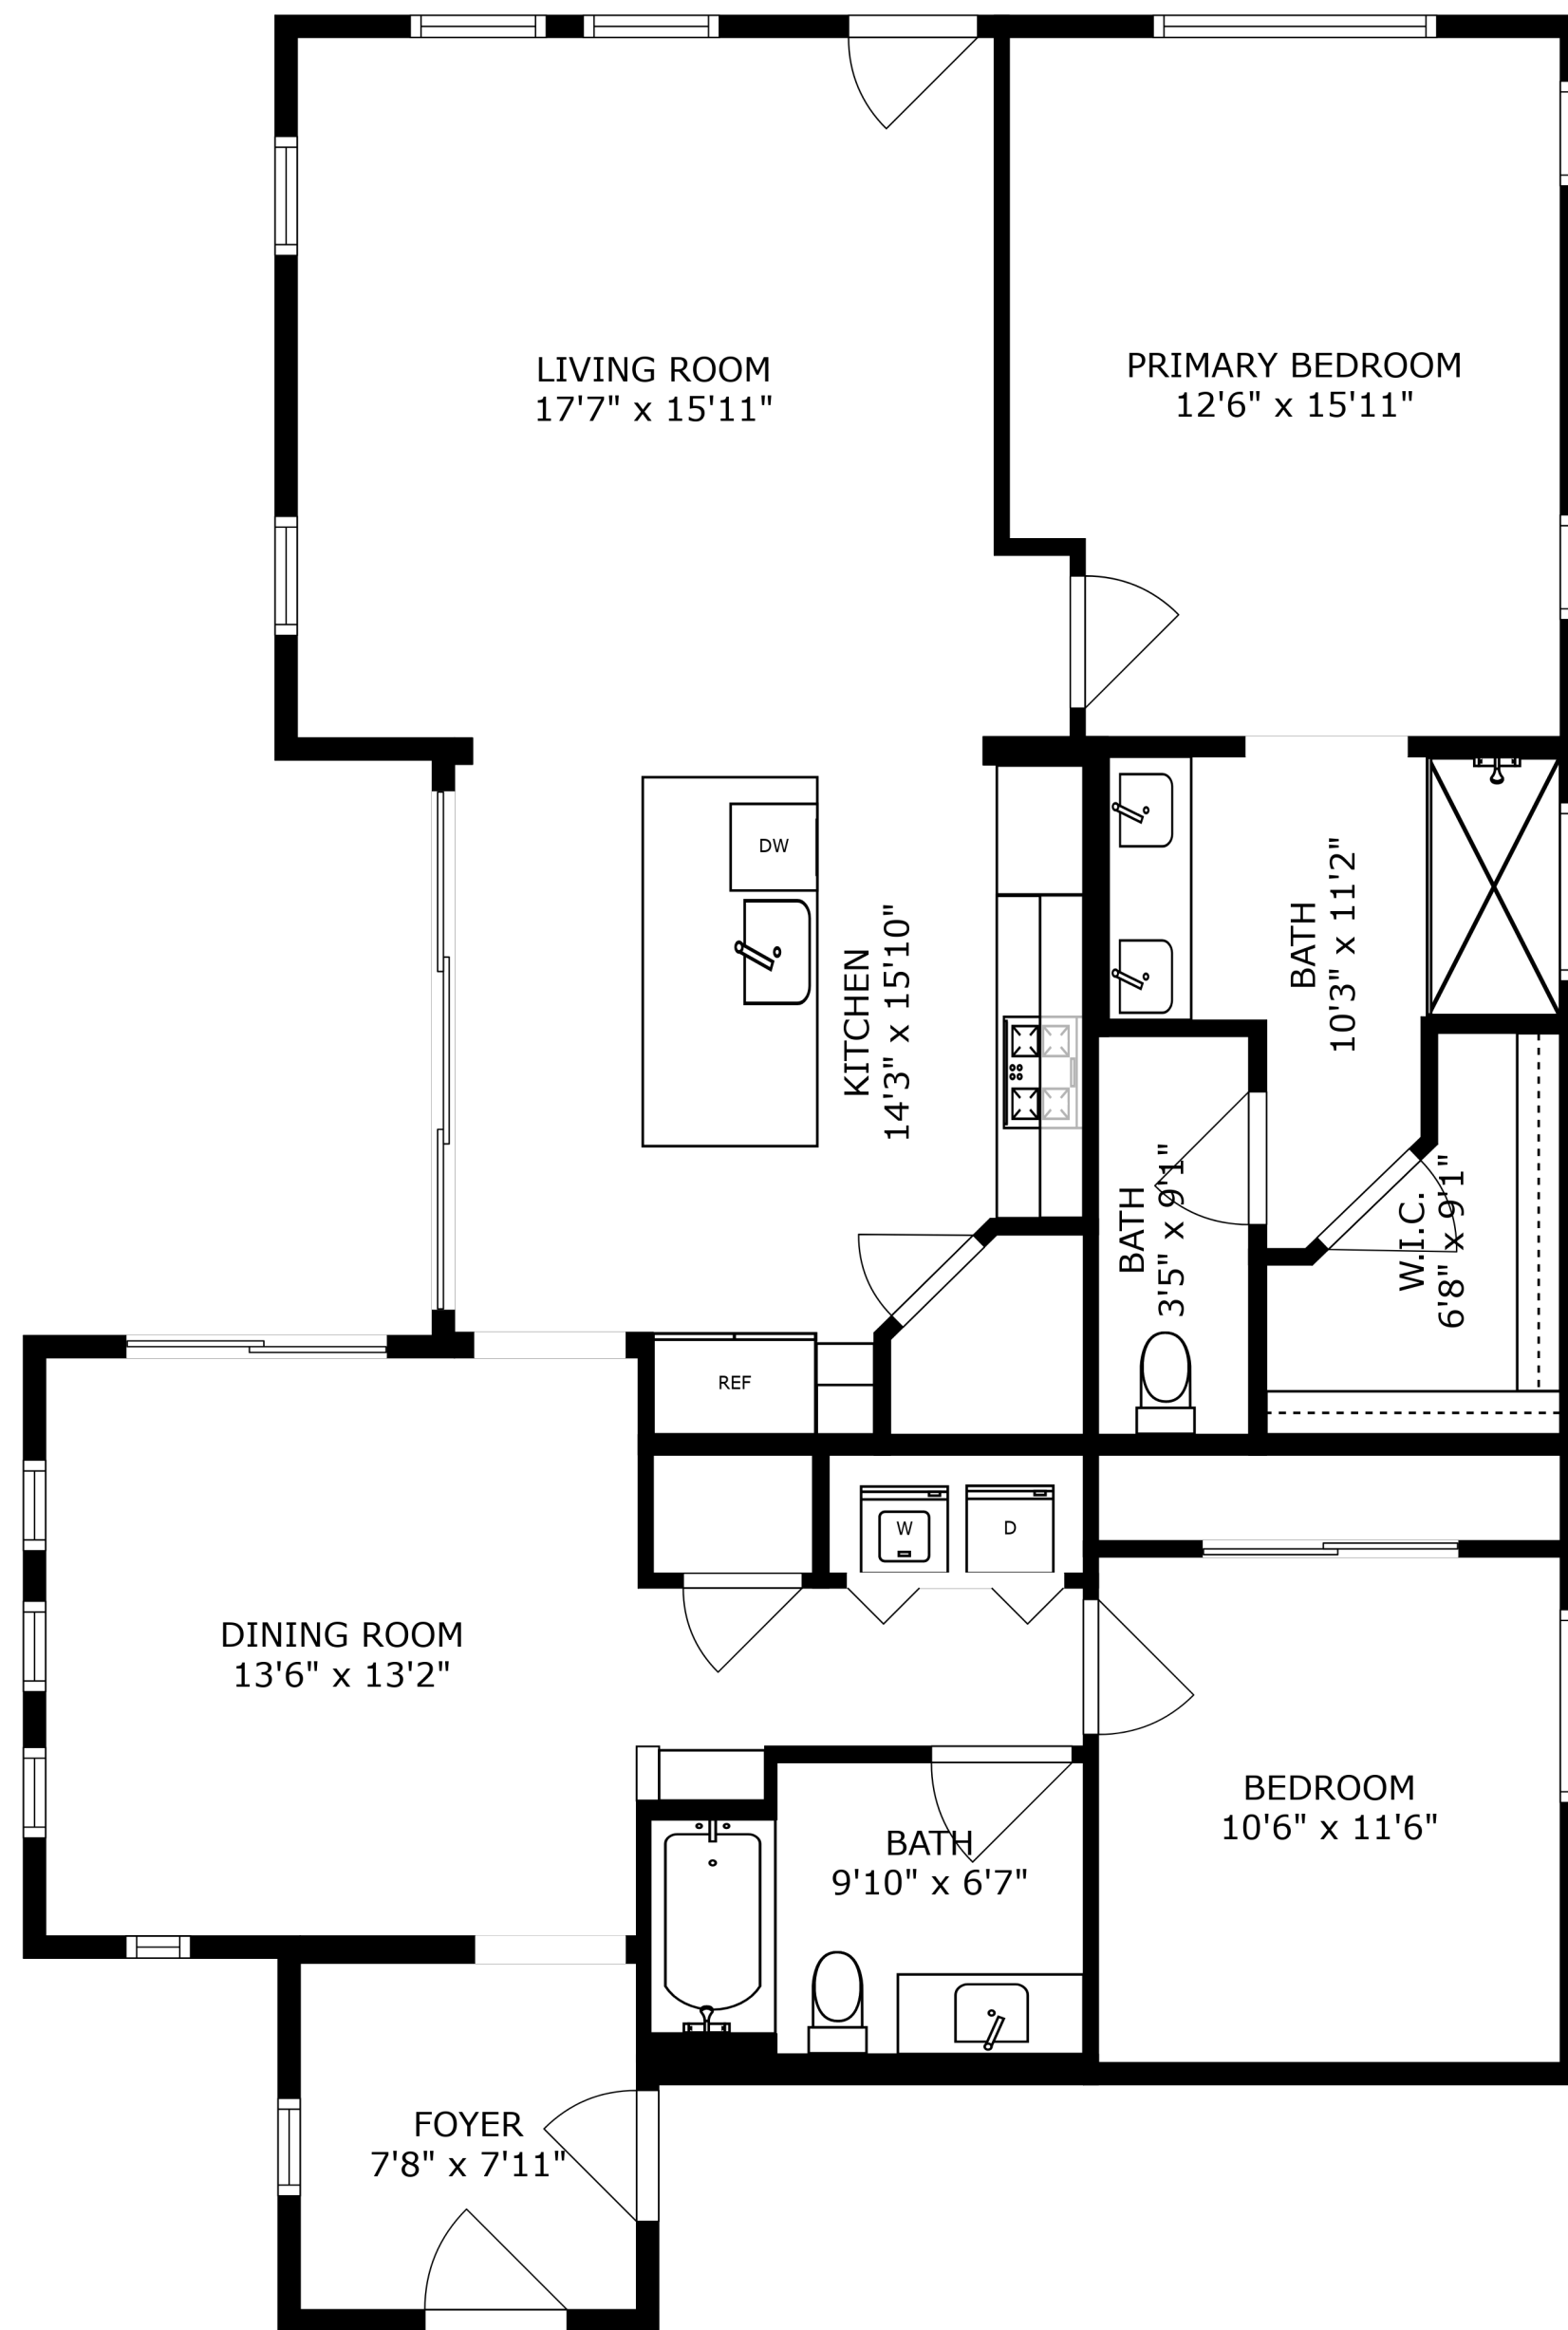 LIVING ROOM
17'7" x 15'11"
PRIMARY BEDROOM
12'6" x 15'11"
DW
KITCHEN
14'3" x 15'10"
BATH
10'3" x 11'2"
BATH
3'5" x 9'1"
W.I.C.
6'8" x 9'1"
REF
W
D
DINING ROOM
13'6" x 13'2"
BEDROOM
10'6" x 11'6"
BATH
9'10" x 6'7"
FOYER
7'8" x 7'11"